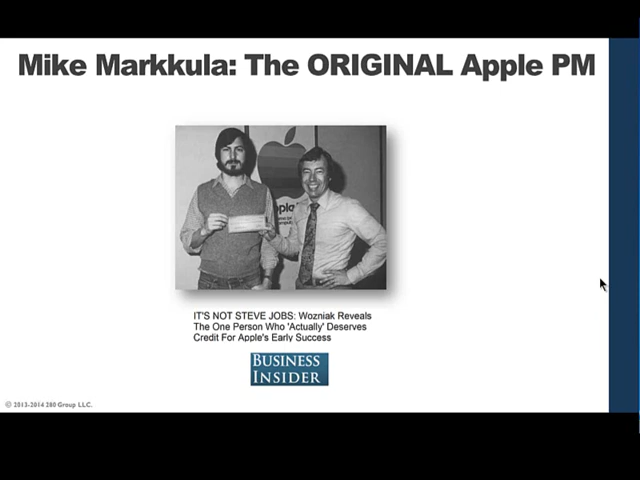 Mike Markkula: The ORIGINAL Apple PM
IT'S NOT STEVE JOBS: Wozniak Reveals
The One Person Who 'Actually' Deserves
Credit For Apple's Early Success
BUSINESS
INSIDER
© 2013-2014 280 Group LLC.